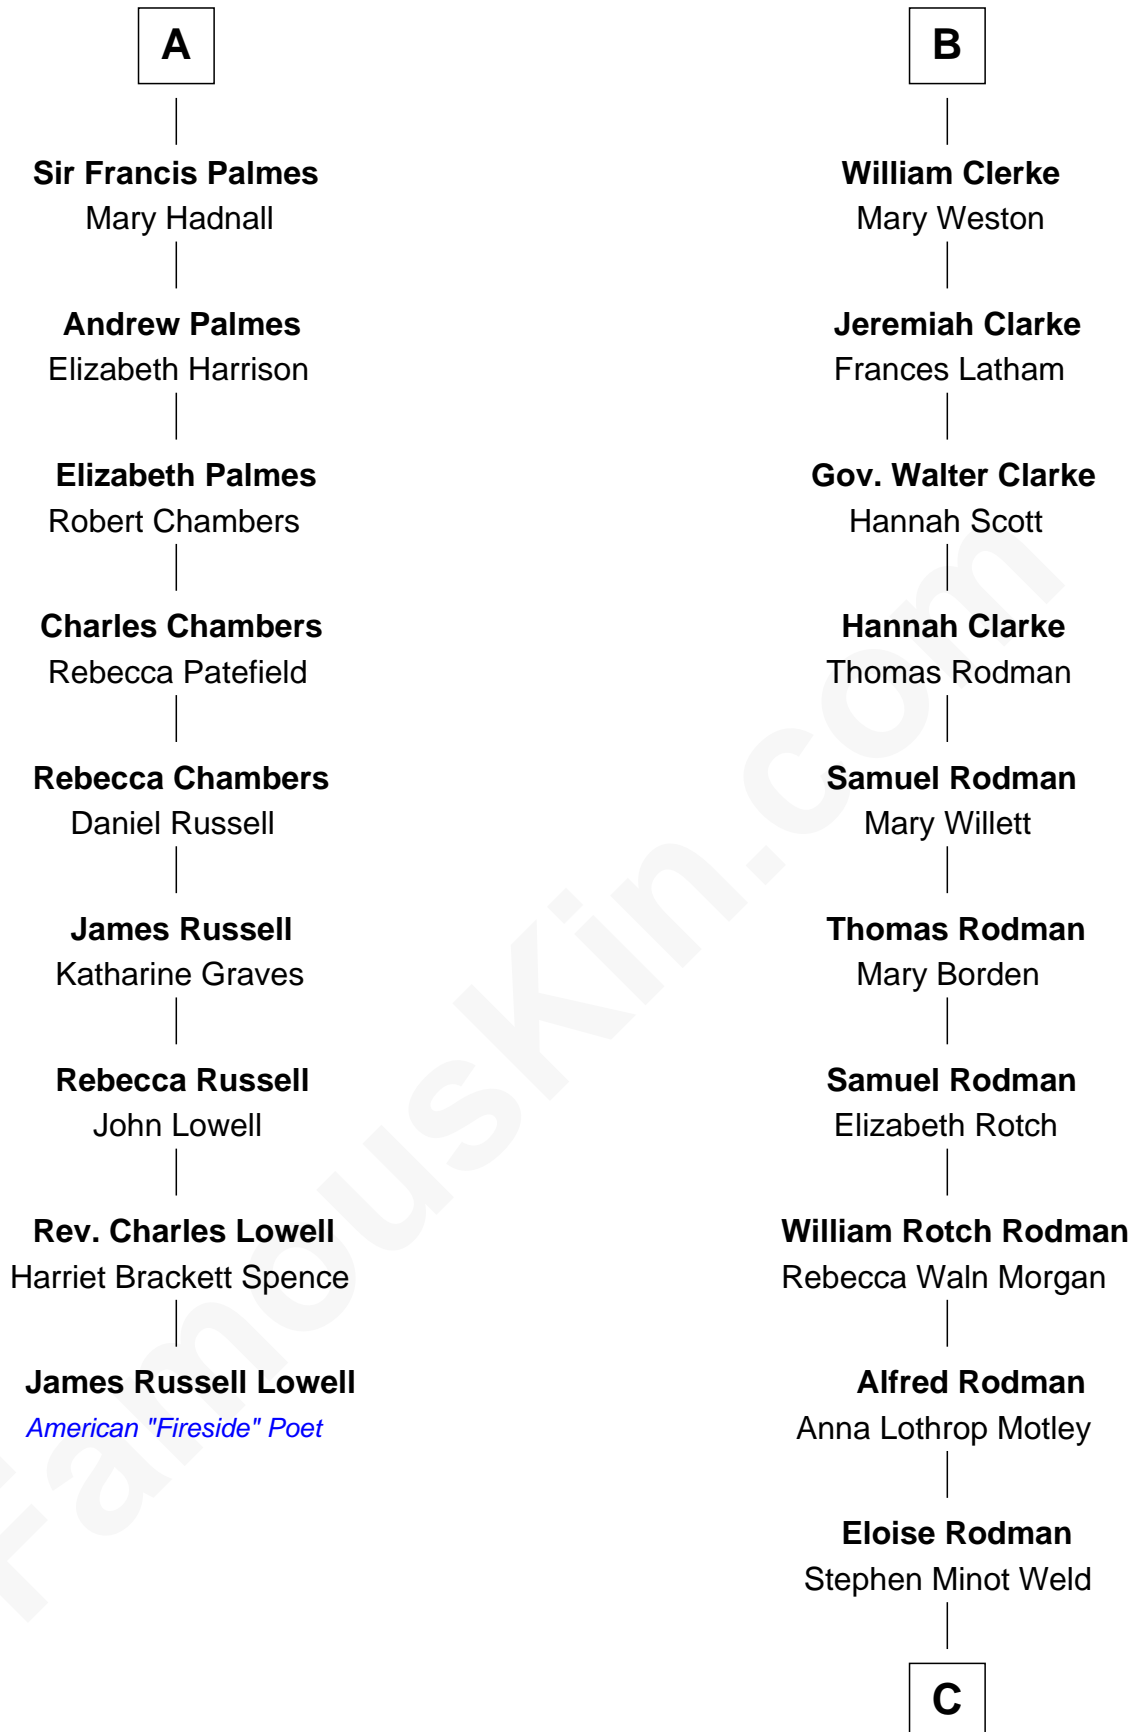 A
Sir Francis Palmes
Mary Hadnall
Andrew Palmes
Elizabeth Harrison
Elizabeth Palmes
Robert Chambers
Charles Chambers
Rebecca Patefield
Rebecca Chambers
Daniel Russell
James Russell
Katharine Graves
Rebecca Russell
John Lowell
Rev. Charles Lowell
Harriet Brackett Spence
James Russell Lowell
American "Fireside" Poet
B
William Clerke
Mary Weston
Jeremiah Clarke
Frances Latham
Gov. Walter Clarke
Hannah Scott
Hannah Clarke
Thomas Rodman
Samuel Rodman
Mary Willett
Thomas Rodman
Mary Borden
Samuel Rodman
Elizabeth Rotch
William Rotch Rodman
Rebecca Waln Morgan
Alfred Rodman
Anna Lothrop Motley
Eloise Rodman
Stephen Minot Weld
C
FamousKin.com